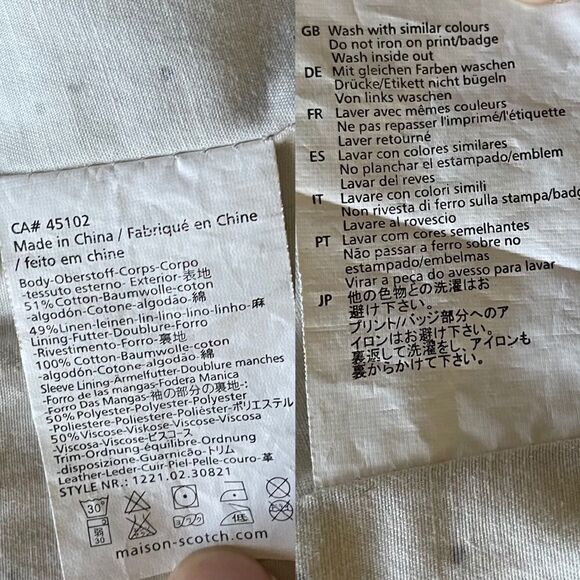 CA# 45102
Made in China / Fabriqué en Chine
/ feito em chine
Body-Oberstoff-Corps-Corpo
-tessuto esterno- Exterior-表地
51% Cotton-Baumwolle-coton
-algodón-Cotone-algodão-綿
49%Linen-leinen-lin-lino-lino-linho-麻
Lining-Futter-Doublure-Forro
-Rivestimento-Forro-裏地
100% Cotton-Baumwolle-coton
-algodón-Cotone-algodão-綿
Sleeve Lining-Ärmelfutter-Doublure manches
-Forro de las mangas-Fodera Manica
-Forro Das Mangas-袖の部分の裏地-:
50% Polyester-Polyester-Polyester
-Poliestere-Poliestere-Poliéster-ポリエステル
50%Viscose-Viskose-Viscose-Viscosa
-Viscosa-Viscose-ビスコース
Trimming-Ordnung-équilibre-Ordnung
-disposizione-Guarnição-トリム
Leather-Leder-Cuir-Piel-Pelle-couro-革
STYLE NR.: 1221.02.30821
30°
弱
30
ヨワク
低
maison-scotch.com
GB Wash with similar colours
Do not iron on print/badge
Wash inside out
DE Mit gleichen Farben waschen
Drücke/Etikett nicht bügeln
Von links waschen
FR Laver avec mêmes couleurs
Ne pas repasser l'imprimé/l'étiquette
Laver retourné
ES Lavar con colores similares
No planchar el estampado/emblem
Lavar del reves
IT Lavare con colori simili
Non rivesta di ferro sulla stampa/badg
Lavare al rovescio
PT Lavar com cores semelhantes
Não passar a ferro sobre no
estampado/embelmas
Virar a peça do avesso para lavar
JP 他の色物との洗濯はお
避け下さい。
プリント/バッジ部分へのア
イロンはお避け下さい。
裏返して洗濯をし、アイロンも
裏からかけて下さい。